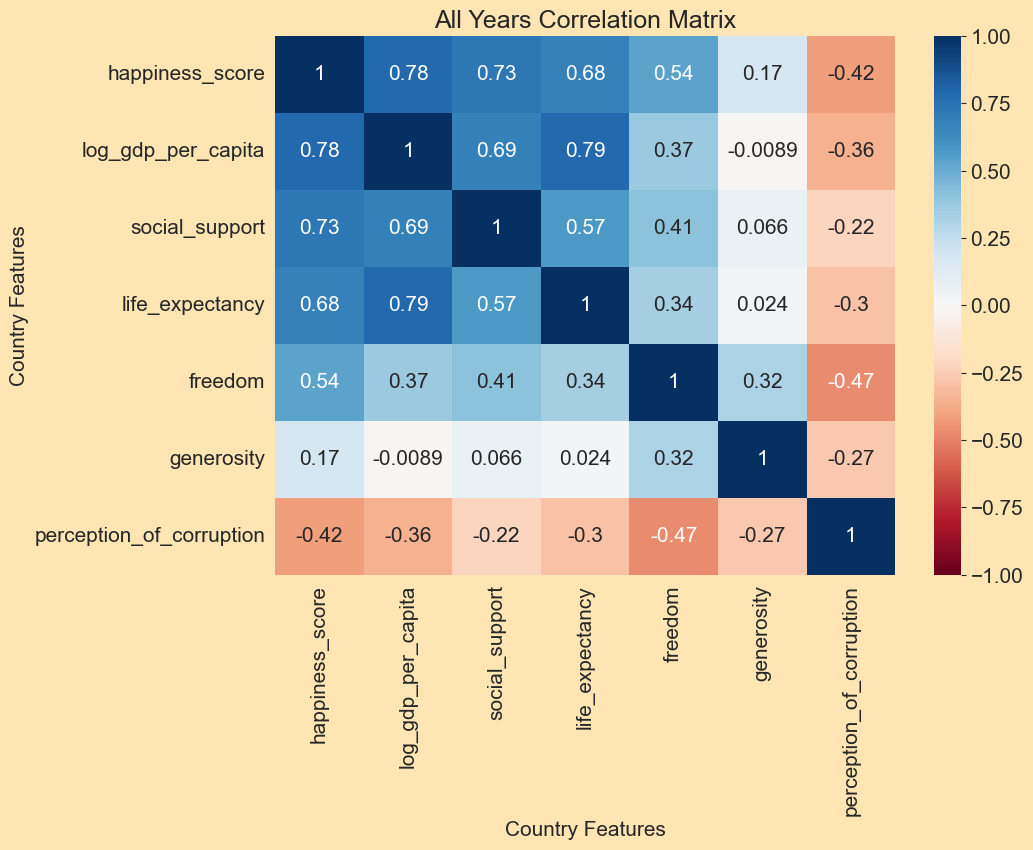 All Years Correlation Matrix
Country Features
happiness_score 1 0.78 0.73 0.68 0.54 0.17 -0.42
log_gdp_per_capita 0.78 1 0.69 0.79 0.37 -0.0089 -0.36
social_support 0.73 0.69 1 0.57 0.41 0.066 -0.22
life_expectancy 0.68 0.79 0.57 1 0.34 0.024 -0.3
freedom 0.54 0.37 0.41 0.34 1 0.32 -0.47
generosity 0.17 -0.0089 0.066 0.024 0.32 1 -0.27
perception_of_corruption -0.42 -0.36 -0.22 -0.3 -0.47 -0.27 1
happiness_score
log_gdp_per_capita
social_support
life_expectancy
freedom
generosity
perception_of_corruption
Country Features
1.00
0.75
0.50
0.25
0.00
−0.25
−0.50
−0.75
−1.00